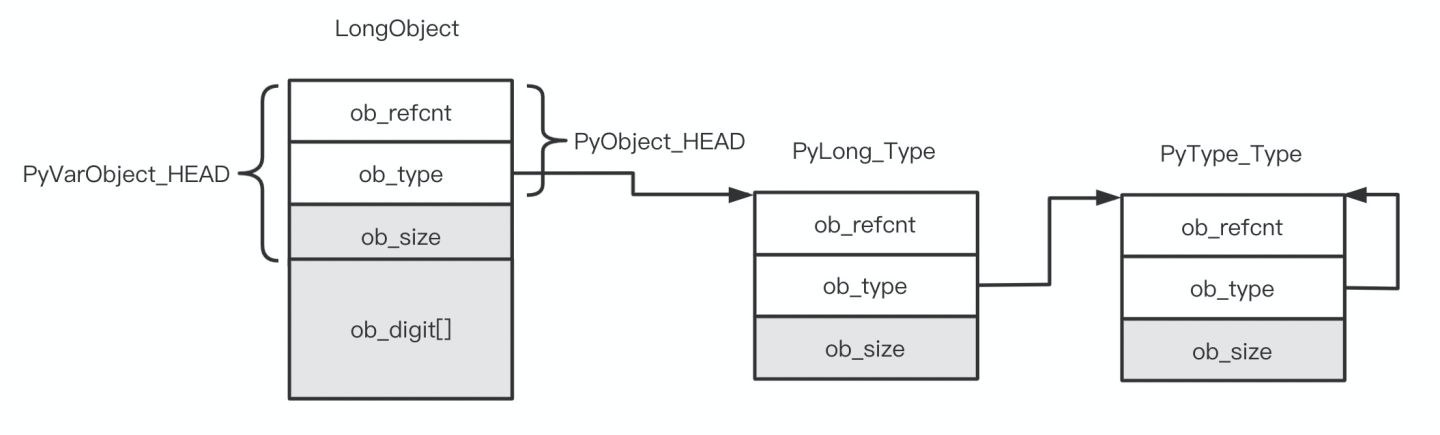 LongObject
ob_refcnt
ob_type
ob_size
ob_digit[]
PyVarObject_HEAD
PyObject_HEAD
PyLong_Type
ob_refcnt
ob_type
ob_size
PyType_Type
ob_refcnt
ob_type
ob_size